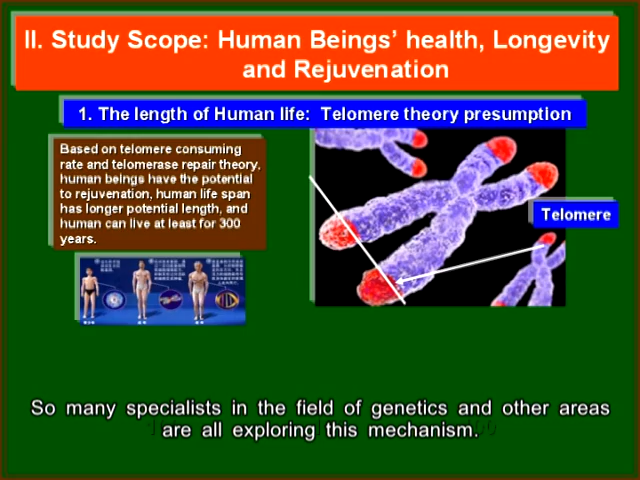 II. Study Scope: Human Beings' health, Longevity
and Rejuvenation
1. The length of Human life: Telomere theory presumption
Based on telomere consuming
rate and telomerase repair theory,
human beings have the potential
to rejuvenation, human life span
has longer potential length, and
human can live at least for 300
years.
Telomere
So many specialists in the field of genetics and other areas
are all exploring this mechanism.